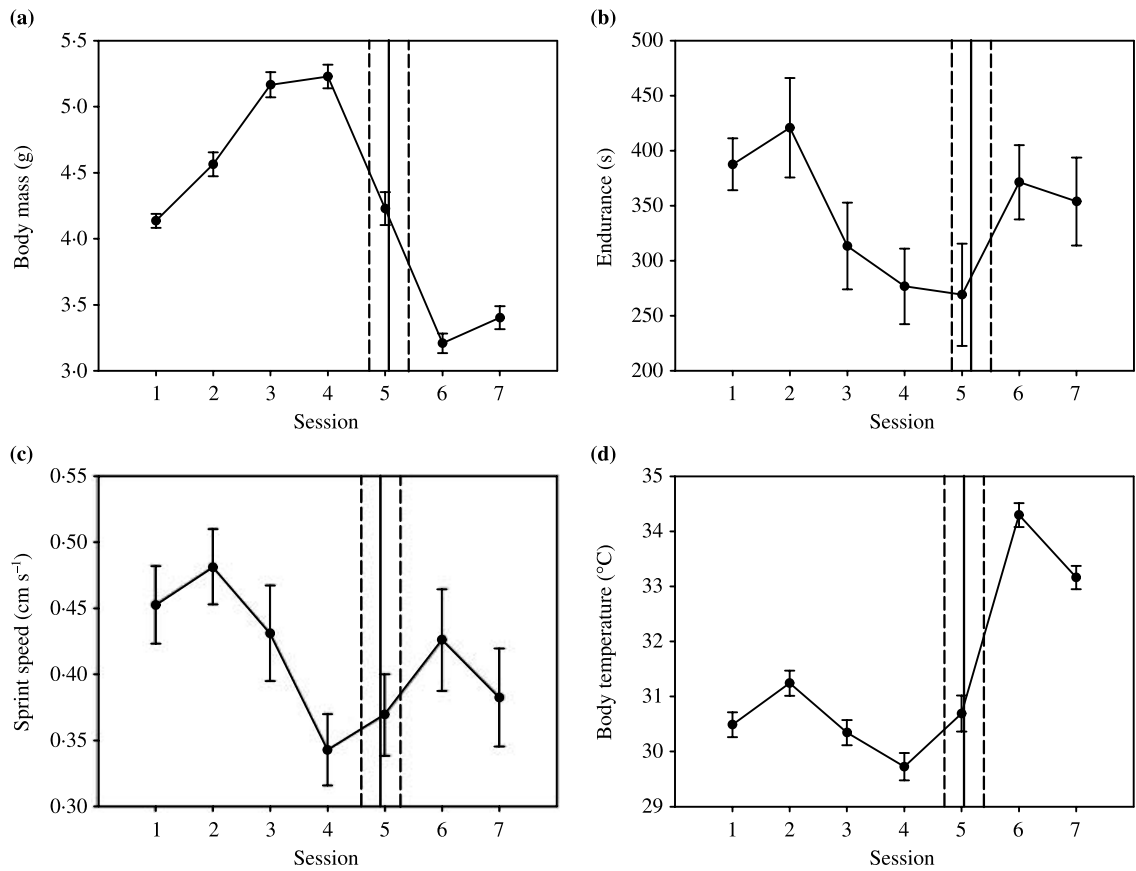 (a)
5·5
5·0
4·5
4·0
3·5
3·0
Body mass (g)
1 2 3 4 5 6 7
Session
(b)
500
450
400
350
300
250
200
Endurance (s)
1 2 3 4 5 6 7
Session
(c)
0·55
0·50
0·45
0·40
0·35
0·30
Sprint speed (cm s⁻¹)
1 2 3 4 5 6 7
Session
(d)
35
34
33
32
31
30
29
Body temperature (°C)
1 2 3 4 5 6 7
Session